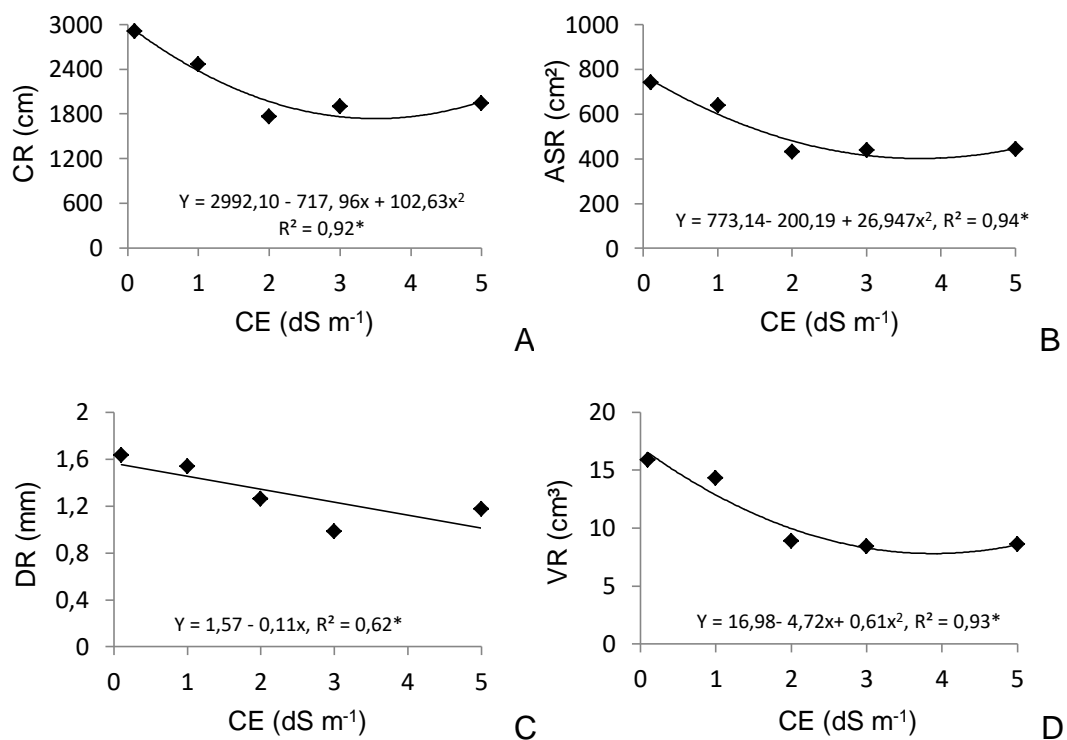 3000
2400
1800
1200
600
0
CR (cm)
Y = 2992,10 - 717, 96x + 102,63x²
R² = 0,92*
0 1 2 3 4 5
CE (dS m⁻¹)
A
1000
800
600
400
200
0
ASR (cm²)
Y = 773,14- 200,19 + 26,947x², R² = 0,94*
0 1 2 3 4 5
CE (dS m⁻¹)
B
2
1,6
1,2
0,8
0,4
0
DR (mm)
Y = 1,57 - 0,11x, R² = 0,62*
0 1 2 3 4 5
CE (dS m⁻¹)
C
20
15
10
5
0
VR (cm³)
Y = 16,98- 4,72x+ 0,61x², R² = 0,93*
0 1 2 3 4 5
CE (dS m⁻¹)
D